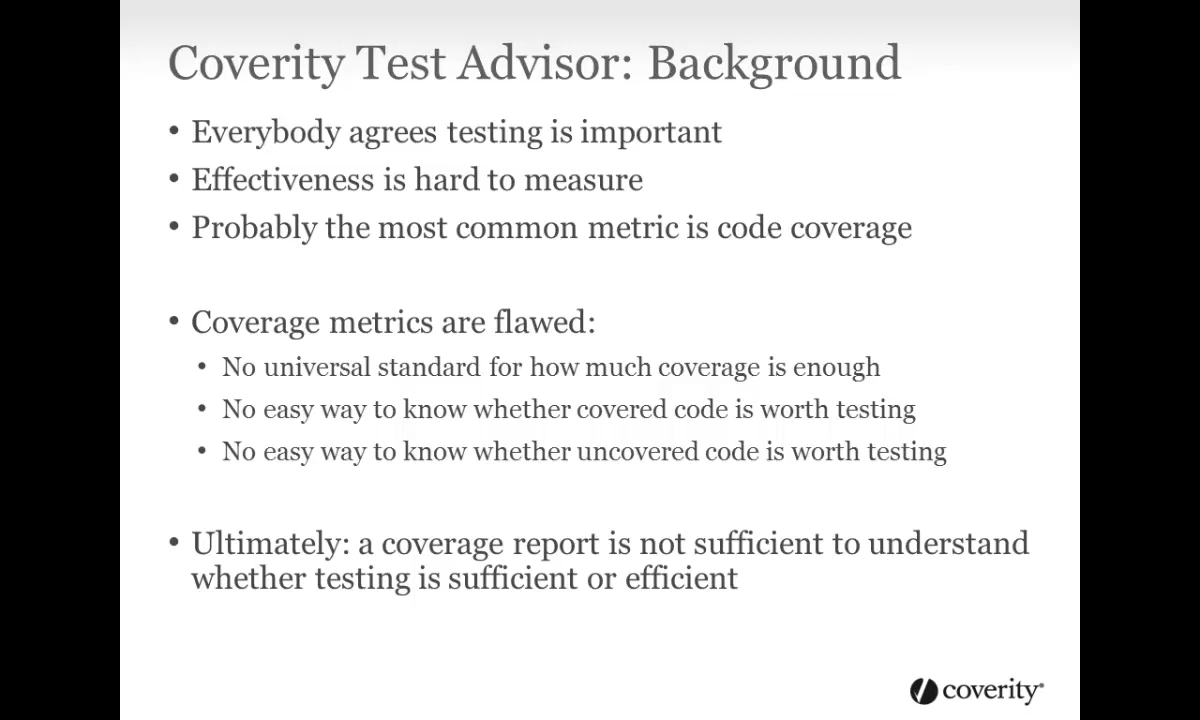 Coverity Test Advisor: Background
• Everybody agrees testing is important
• Effectiveness is hard to measure
• Probably the most common metric is code coverage
• Coverage metrics are flawed:
• No universal standard for how much coverage is enough
• No easy way to know whether covered code is worth testing
• No easy way to know whether uncovered code is worth testing
• Ultimately: a coverage report is not sufficient to understand
whether testing is sufficient or efficient
coverity®